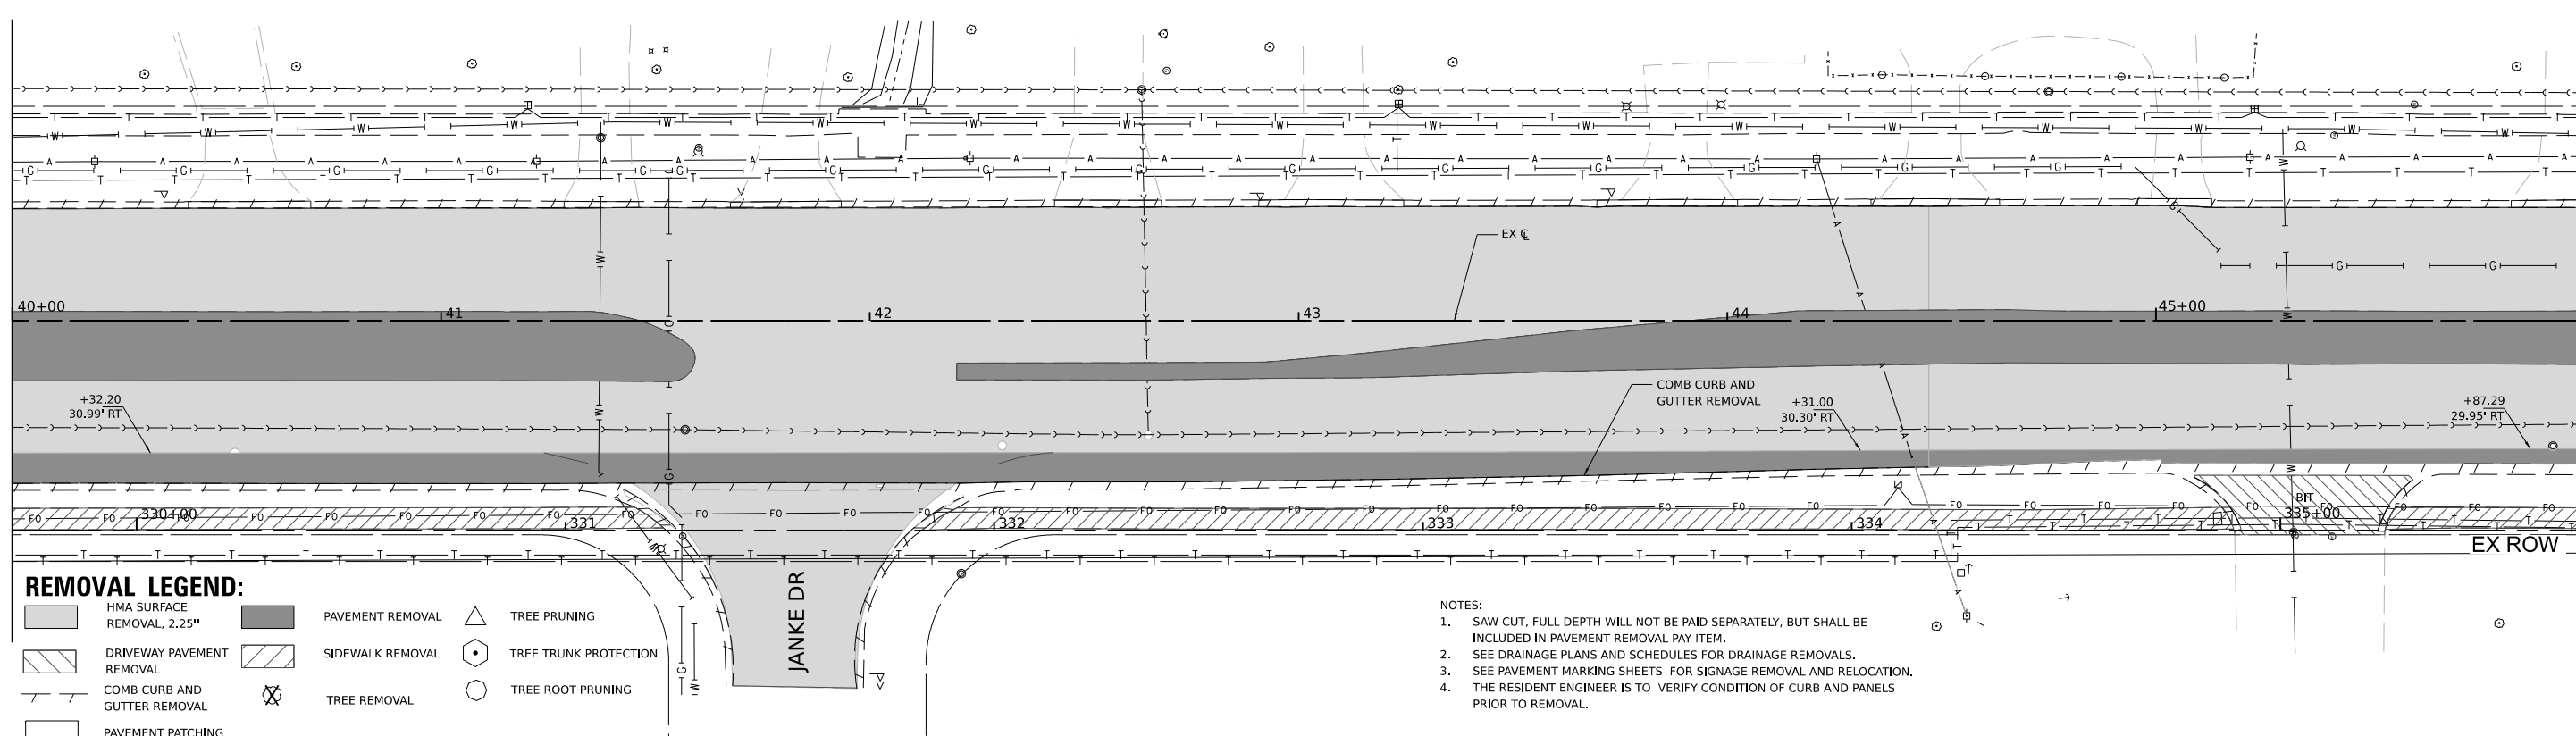 EX ℄
40+00
41
42
43
44
45+00
COMB CURB AND
GUTTER REMOVAL
+32.20
30.99' RT
+31.00
30.30' RT
+87.29
29.95' RT
BIT
330+00
331
332
333
334
335+00
EX ROW
JANKE DR
REMOVAL LEGEND:
HMA SURFACE
REMOVAL, 2.25"
PAVEMENT REMOVAL
TREE PRUNING
DRIVEWAY PAVEMENT
REMOVAL
SIDEWALK REMOVAL
TREE TRUNK PROTECTION
COMB CURB AND
GUTTER REMOVAL
TREE REMOVAL
TREE ROOT PRUNING
PAVEMENT PATCHING
NOTES:
1. SAW CUT, FULL DEPTH WILL NOT BE PAID SEPARATELY, BUT SHALL BE
INCLUDED IN PAVEMENT REMOVAL PAY ITEM.
2. SEE DRAINAGE PLANS AND SCHEDULES FOR DRAINAGE REMOVALS.
3. SEE PAVEMENT MARKING SHEETS FOR SIGNAGE REMOVAL AND RELOCATION.
4. THE RESIDENT ENGINEER IS TO VERIFY CONDITION OF CURB AND PANELS
PRIOR TO REMOVAL.